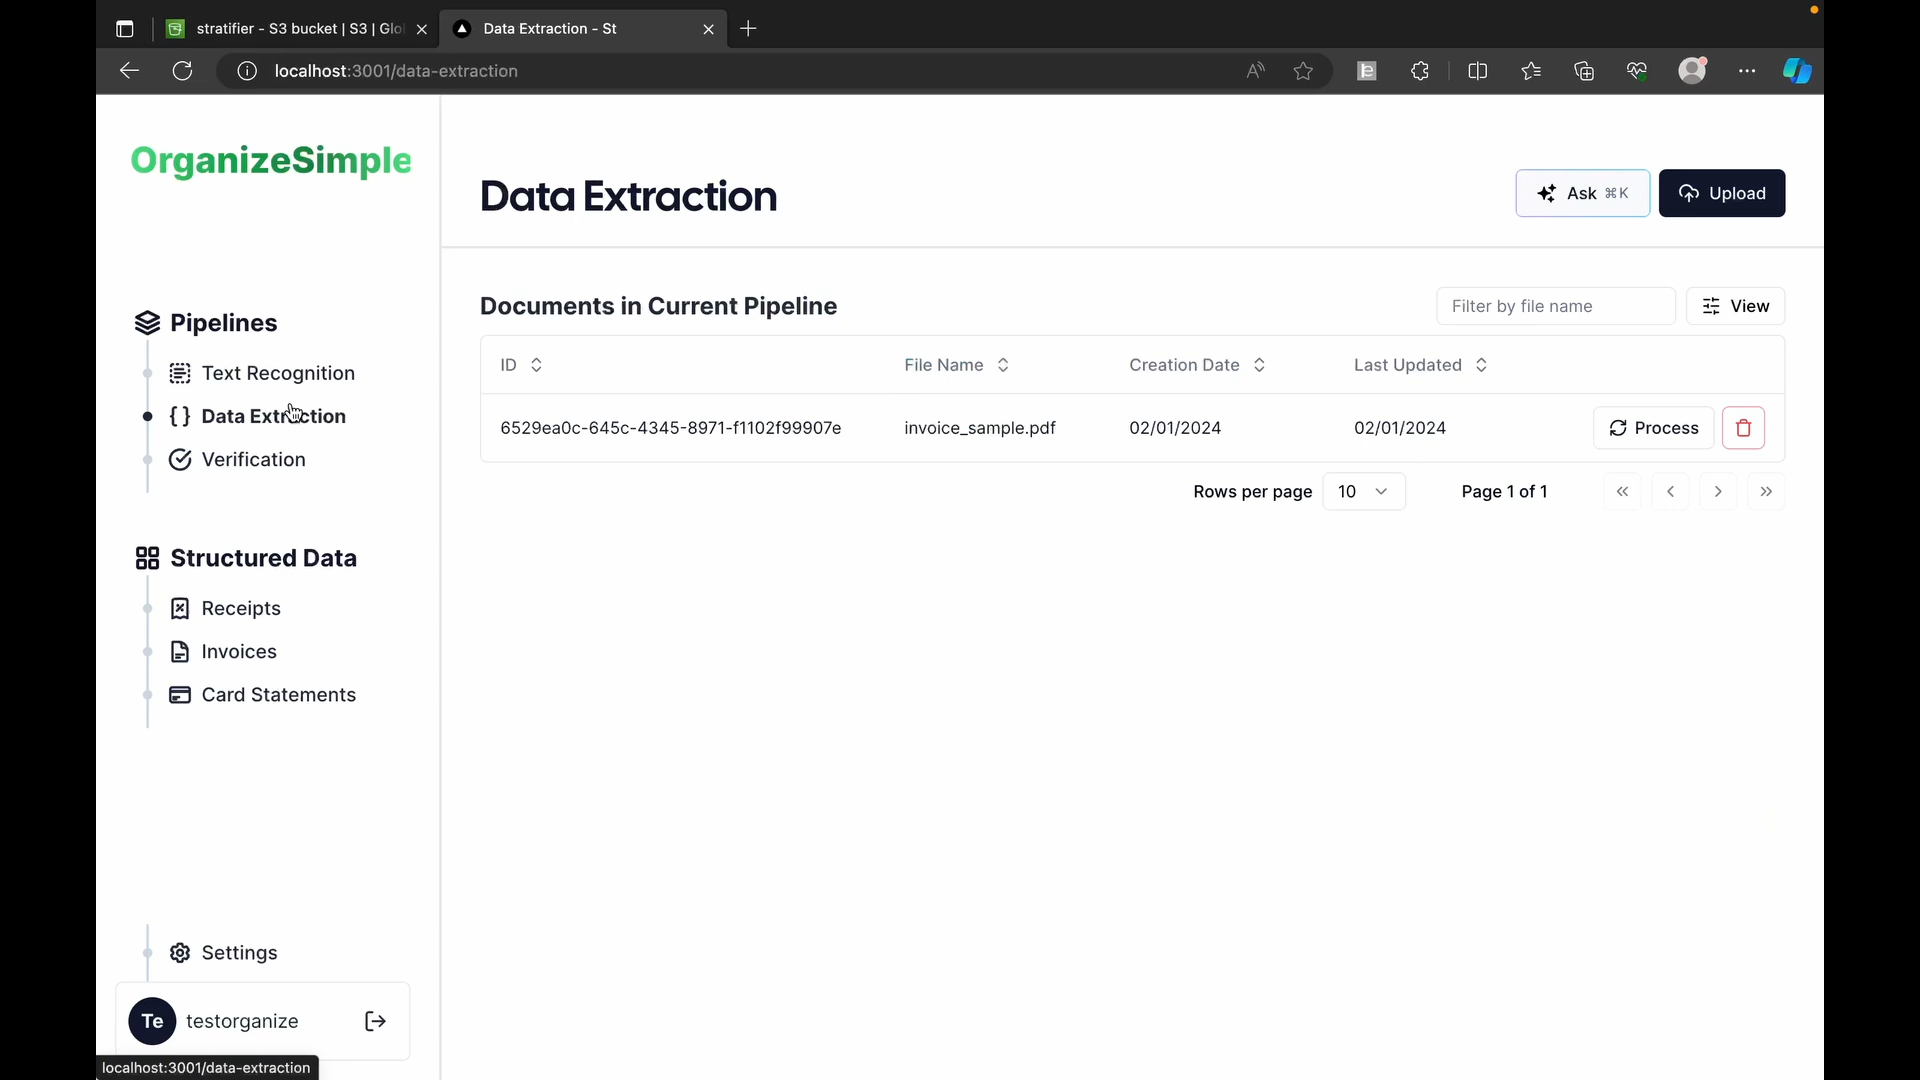 stratifier - S3 bucket | S3 | Glo
Data Extraction - St
localhost:3001/data-extraction
OrganizeSimple
Data Extraction
Ask ⌘K
Upload
Pipelines
Text Recognition
Data Extraction
Verification
Structured Data
Receipts
Invoices
Card Statements
Settings
Te testorganize
Documents in Current Pipeline
Filter by file name
View
ID File Name Creation Date Last Updated
6529ea0c-645c-4345-8971-f1102f99907e invoice_sample.pdf 02/01/2024 02/01/2024 Process
Rows per page 10 Page 1 of 1
localhost:3001/data-extraction